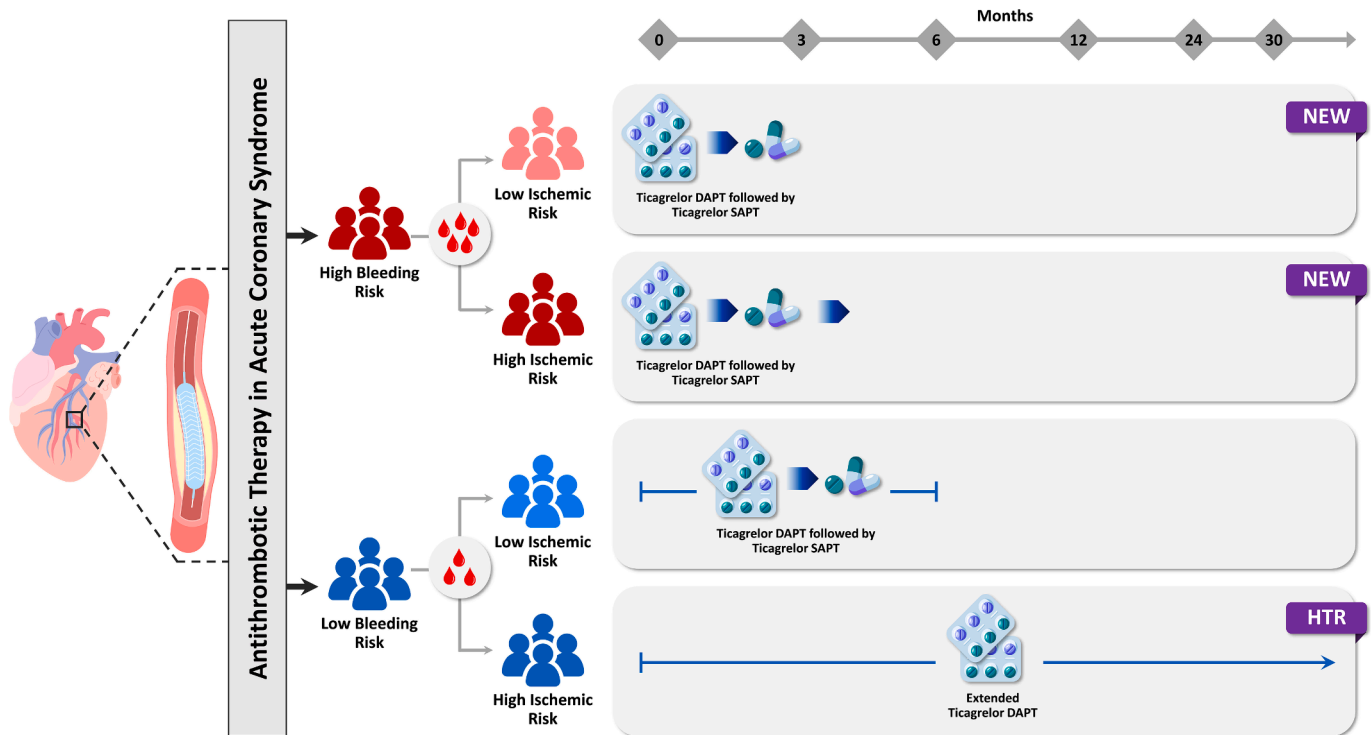 Months
0 3 6 12 24 30
Antithrombotic Therapy in Acute Coronary Syndrome
High Bleeding
Risk
Low Ischemic
Risk
Ticagrelor DAPT followed by
Ticagrelor SAPT
NEW
High Ischemic
Risk
Ticagrelor DAPT followed by
Ticagrelor SAPT
NEW
Low Bleeding
Risk
Low Ischemic
Risk
Ticagrelor DAPT followed by
Ticagrelor SAPT
High Ischemic
Risk
Extended
Ticagrelor DAPT
HTR